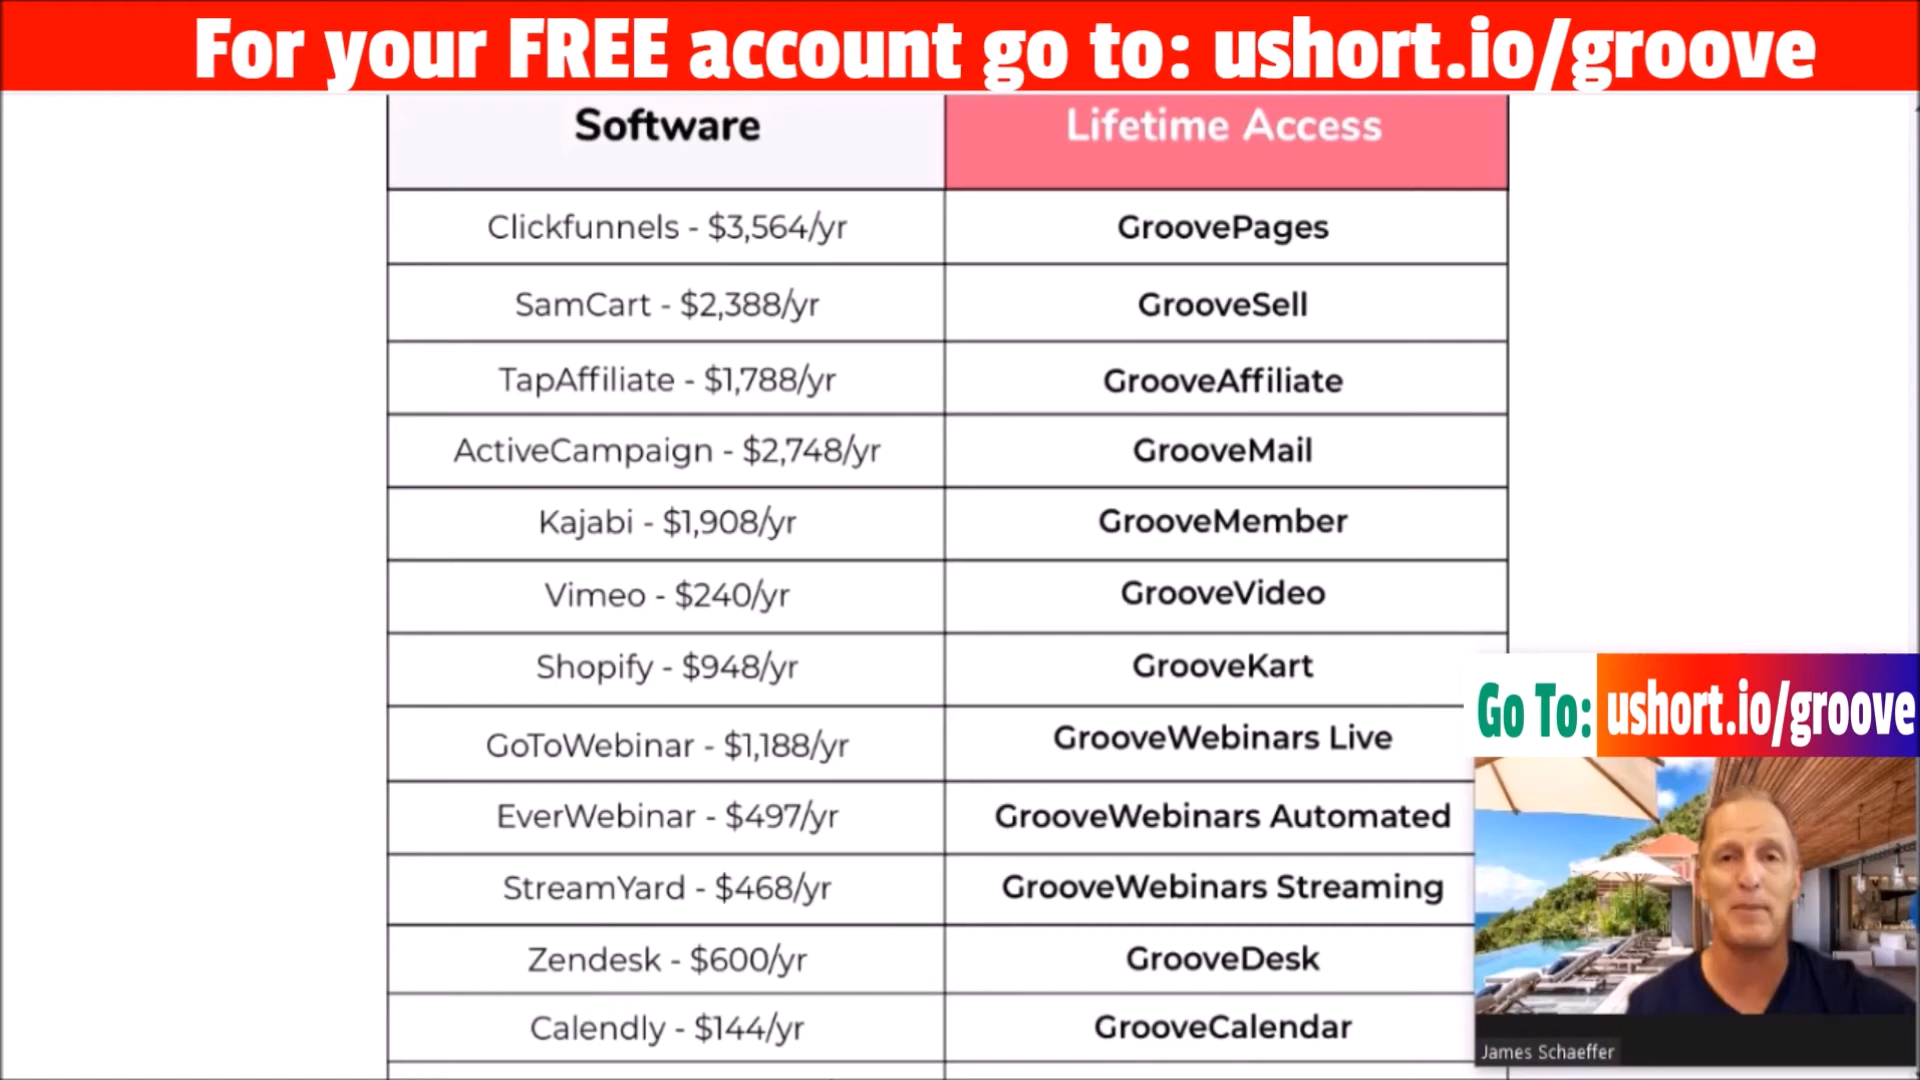 For your FREE account go to: ushort.io/groove
Software Lifetime Access
Clickfunnels - $3,564/yr GroovePages
SamCart - $2,388/yr GrooveSell
TapAffiliate - $1,788/yr GrooveAffiliate
ActiveCampaign - $2,748/yr GrooveMail
Kajabi - $1,908/yr GrooveMember
Vimeo - $240/yr GrooveVideo
Shopify - $948/yr GrooveKart
Go To: ushort.io/groove
GoToWebinar - $1,188/yr GrooveWebinars Live
EverWebinar - $497/yr GrooveWebinars Automated
StreamYard - $468/yr GrooveWebinars Streaming
Zendesk - $600/yr GrooveDesk
Calendly - $144/yr GrooveCalendar
James Schaeffer